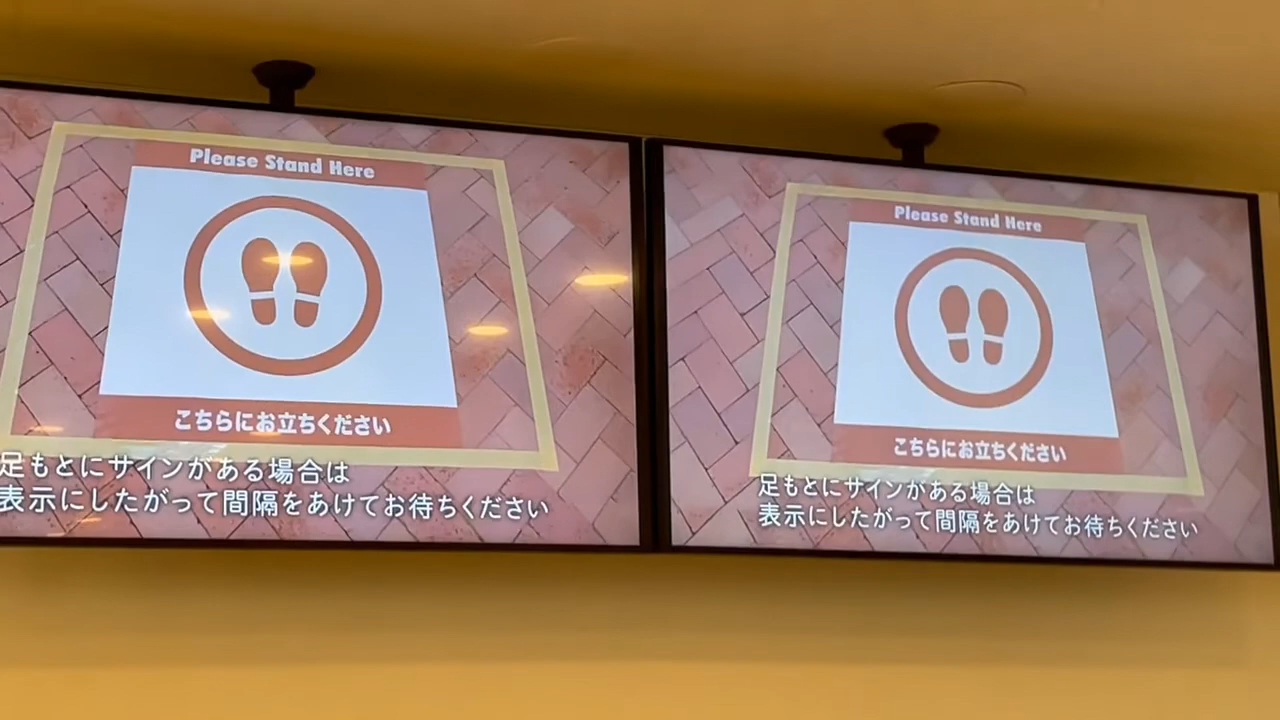 Please Stand Here
こちらにお立ちください
足もとにサインがある場合は
表示にしたがって間隔をあけてお待ちください
Please Stand Here
こちらにお立ちください
足もとにサインがある場合は
表示にしたがって間隔をあけてお待ちください